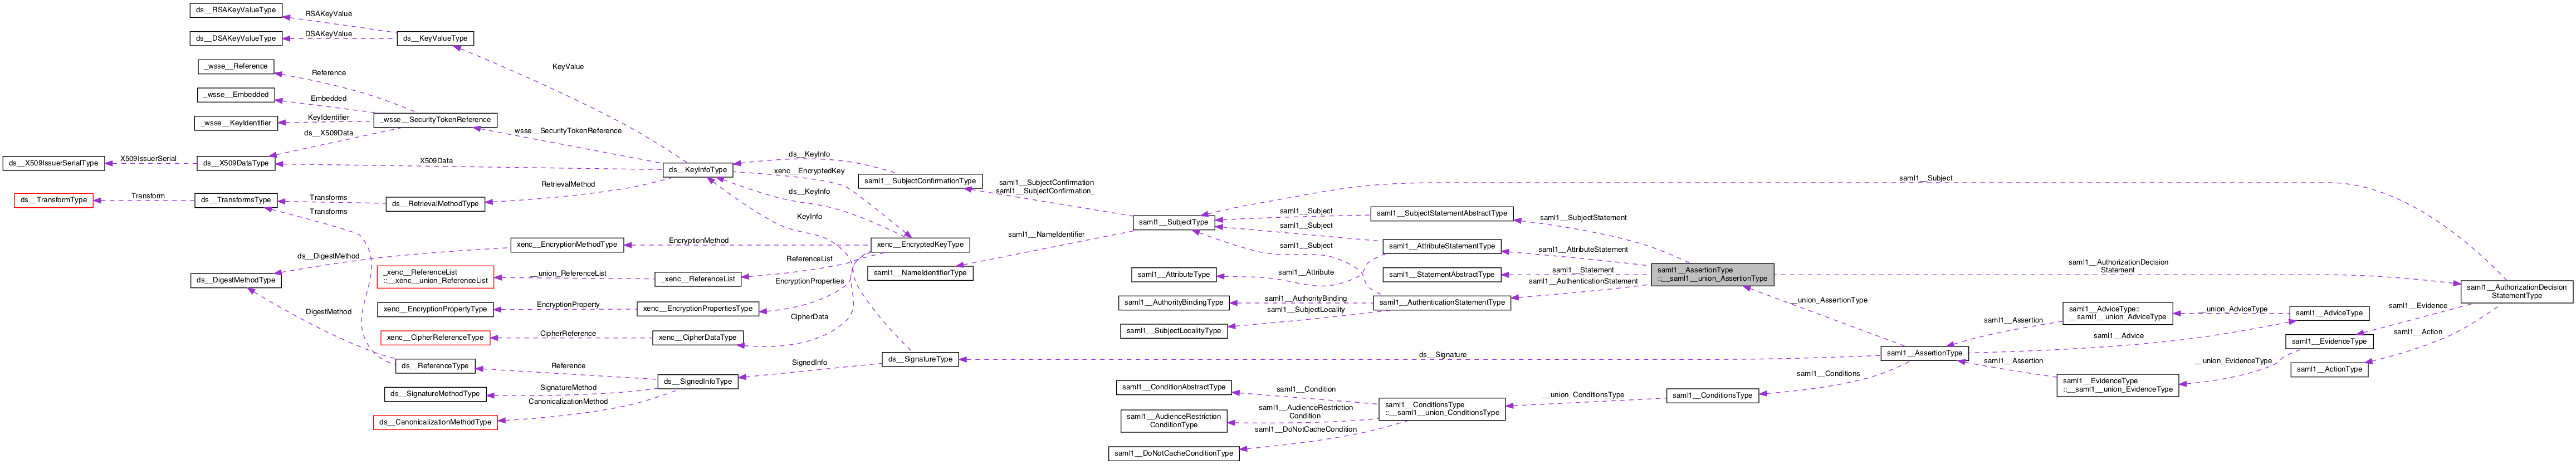 ds__RSAKeyValueType
RSAKeyValue
ds__DSAKeyValueType
DSAKeyValue
ds__KeyValueType
KeyValue
_wsse__Reference
Reference
_wsse__Embedded
Embedded
_wsse__KeyIdentifier
KeyIdentifier
_wsse__SecurityTokenReference
ds__X509Data
wsse__SecurityTokenReference
ds__X509IssuerSerialType
X509IssuerSerial
ds__X509DataType
X509Data
ds__KeyInfoType
ds__KeyInfo
xenc__EncryptedKey
saml1__SubjectConfirmationType
saml1__SubjectConfirmation
saml1__SubjectConfirmation_
saml1__Subject
ds__TransformType
Transform
ds__TransformsType
Transforms
Transforms
ds__RetrievalMethodType
RetrievalMethod
ds__KeyInfo
KeyInfo
saml1__SubjectType
saml1__NameIdentifier
saml1__Subject
saml1__SubjectStatementAbstractType
saml1__SubjectStatement
saml1__Subject
xenc__EncryptionMethodType
EncryptionMethod
xenc__EncryptedKeyType
saml1__Subject
saml1__AttributeStatementType
saml1__AttributeStatement
ds__DigestMethod
ds__DigestMethodType
_xenc__ReferenceList
::__xenc__union_ReferenceList
__union_ReferenceList
_xenc__ReferenceList
ReferenceList
saml1__NameIdentifierType
saml1__AttributeType
saml1__Attribute
saml1__StatementAbstractType
saml1__Statement
saml1__AuthenticationStatement
saml1__AssertionType
::__saml1__union_AssertionType
saml1__AuthorizationDecision
Statement
saml1__AuthorizationDecision
StatementType
EncryptionProperties
xenc__EncryptionPropertyType
EncryptionProperty
xenc__EncryptionPropertiesType
saml1__AuthorityBindingType
saml1__AuthorityBinding
saml1__SubjectLocality
saml1__AuthenticationStatementType
__union_AssertionType
saml1__AdviceType::
__saml1__union_AdviceType
__union_AdviceType
saml1__AdviceType
saml1__Evidence
DigestMethod
CipherData
saml1__SubjectLocalityType
saml1__Assertion
saml1__Action
xenc__CipherReferenceType
CipherReference
xenc__CipherDataType
saml1__Advice
saml1__EvidenceType
ds__ReferenceType
Reference
SignedInfo
ds__SignatureType
ds__Signature
saml1__AssertionType
saml1__Assertion
__union_EvidenceType
saml1__ActionType
ds__SignedInfoType
saml1__Conditions
saml1__EvidenceType
::__saml1__union_EvidenceType
ds__SignatureMethodType
SignatureMethod
CanonicalizationMethod
saml1__ConditionAbstractType
saml1__Condition
__union_ConditionsType
saml1__ConditionsType
saml1__ConditionsType
::__saml1__union_ConditionsType
ds__CanonicalizationMethodType
saml1__AudienceRestriction
ConditionType
saml1__AudienceRestriction
Condition
saml1__DoNotCacheCondition
saml1__DoNotCacheConditionType